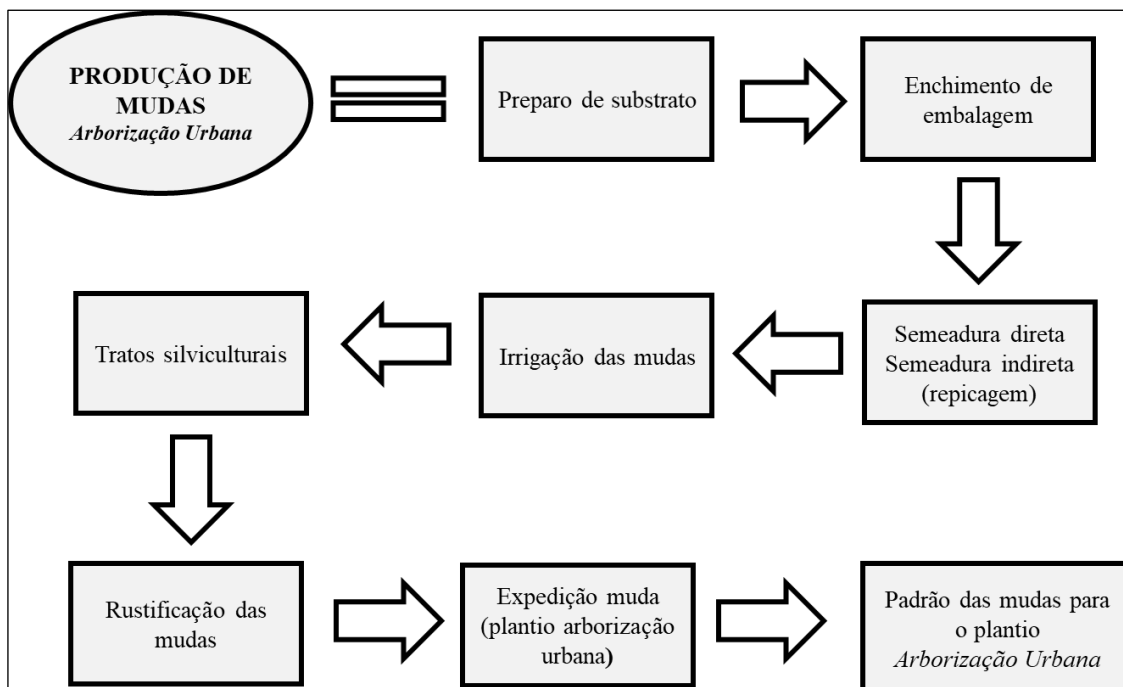 PRODUÇÃO DE
MUDAS
Arborização Urbana
Preparo de substrato
Enchimento de
embalagem
Semeadura direta
Semeadura indireta
(repicagem)
Irrigação das mudas
Tratos silviculturais
Rustificação das
mudas
Expedição muda
(plantio arborização
urbana)
Padrão das mudas para
o plantio
Arborização Urbana